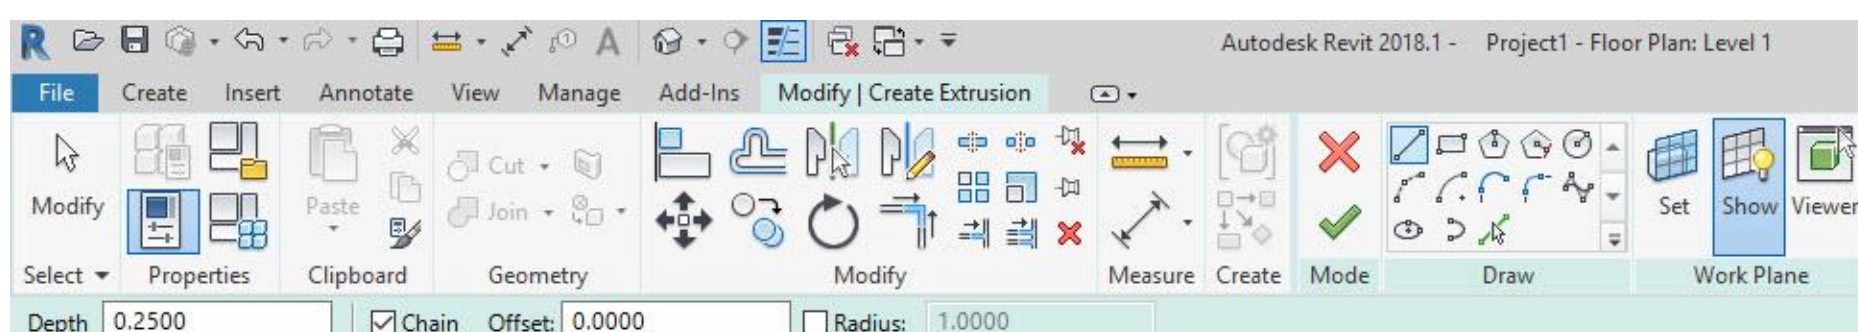 R A Autodesk Revit 2018.1 - Project1 - Floor Plan: Level 1
File Create Insert Annotate View Manage Add-Ins Modify | Create Extrusion
Cut
Modify Paste Join Set Show Viewer
Select Properties Clipboard Geometry Modify Measure Create Mode Draw Work Plane
Depth 0.2500 Chain Offset: 0.0000 Radius: 1.0000